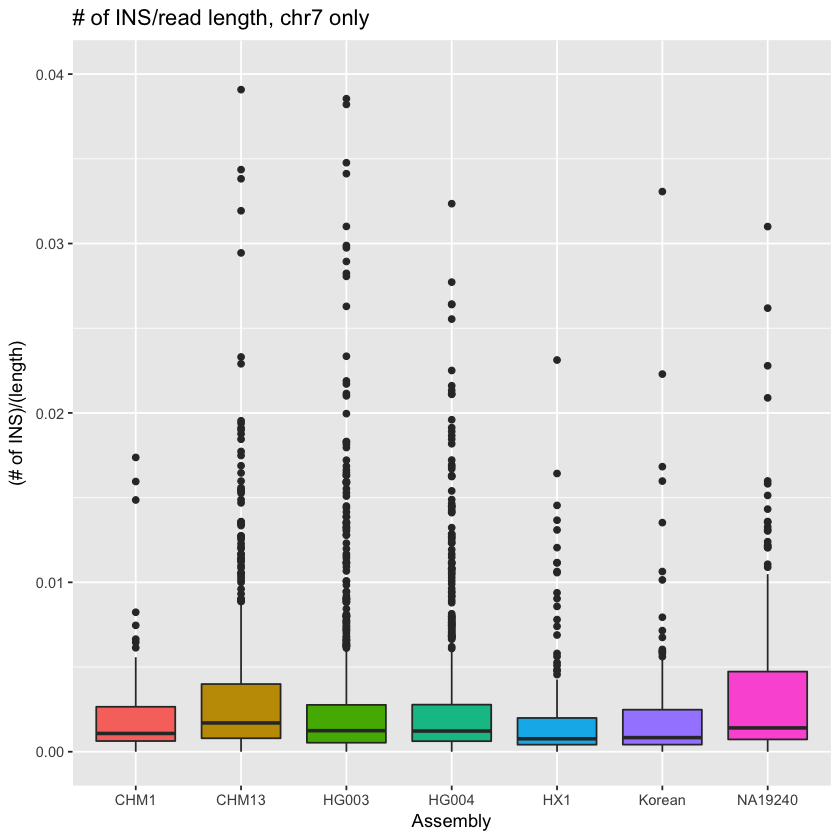 # of INS/read length, chr7 only
(# of INS)/(length)
0.04
0.03
0.02
0.01
0.00
CHM1 CHM13 HG003 HG004 HX1 Korean NA19240
Assembly